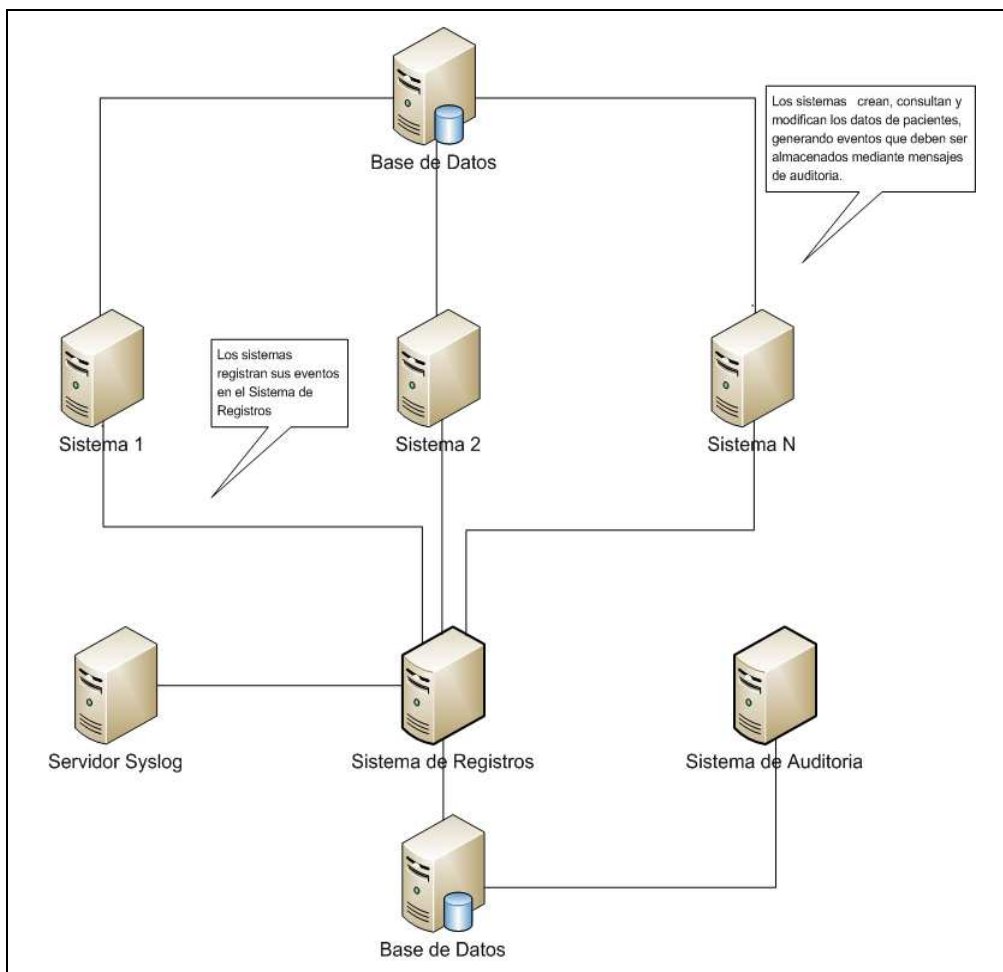 Base de Datos
Los sistemas crean, consultan y
modifican los datos de pacientes,
generando eventos que deben ser
almacenados mediante mensajes
de auditoria.
Los sistemas
registran sus eventos
en el Sistema de
Registros
Sistema 1
Sistema 2
Sistema N
Servidor Syslog
Sistema de Registros
Sistema de Auditoria
Base de Datos